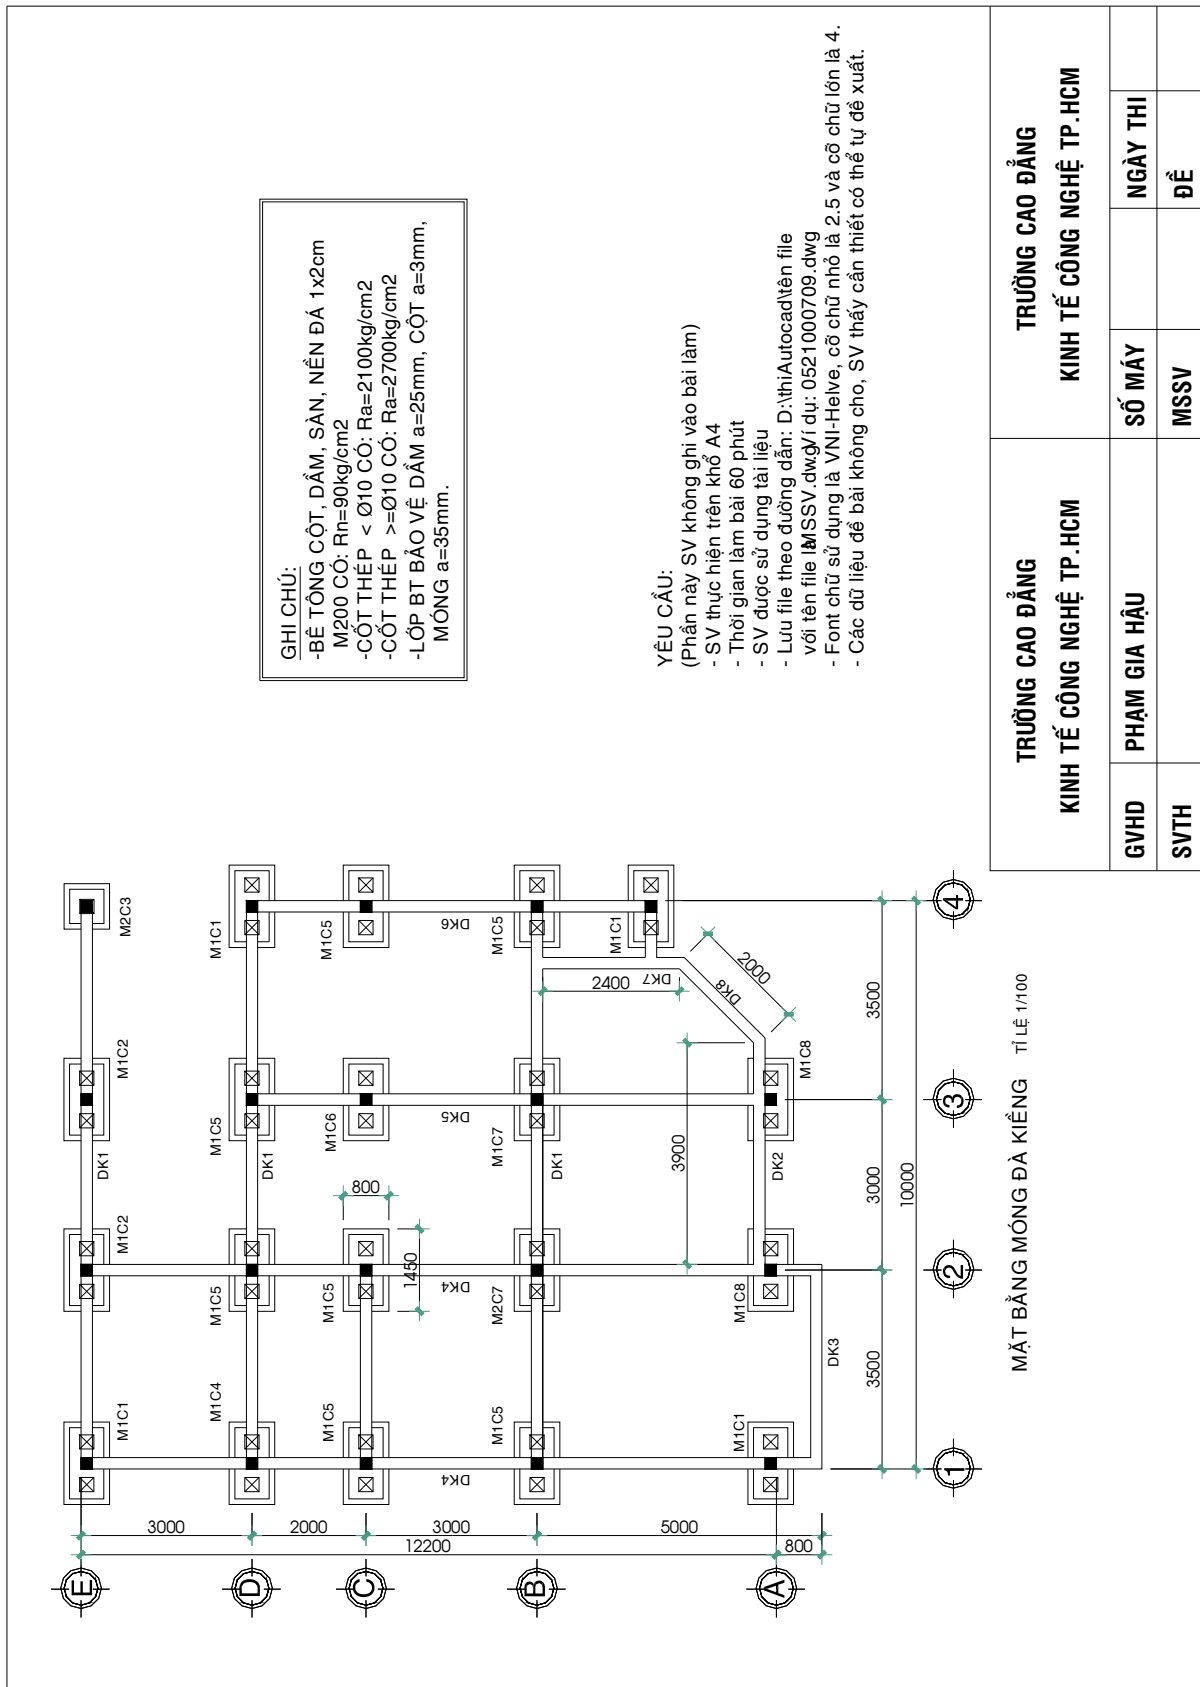 GHI CHÚ:
-BÊ TÔNG CỘT, DẦM, SÀN, NỀN ĐÁ 1x2cm
M200 CÓ: Rn=90kg/cm2
-CỐT THÉP < Ø10 CÓ: Ra=2100kg/cm2
-CỐT THÉP >=Ø10 CÓ: Ra=2700kg/cm2
-LỚP BT BẢO VỆ DẦM a=25mm, CỘT a=3mm,
MÓNG a=35mm.
YÊU CẦU:
(Phần này SV không ghi vào bài làm)
- SV thực hiện trên khổ A4
- Thời gian làm bài 60 phút
- SV được sử dụng tài liệu
- Lưu file theo đường dẫn: D:\thiAutocad\tên file
với tên file là MSSV.dwg Ví dụ: 0521000709.dwg
- Font chữ sử dụng là VNI-Helve, cỡ chữ nhỏ là 2.5 và cỡ chữ lớn là 4.
- Các dữ liệu đề bài không cho, SV thấy cần thiết có thể tự đề xuất.
E
3000
M1C1
M1C2
M1C2
M2C3
DK1
D
2000
M1C4
M1C5
M1C5
M1C1
DK1
C
3000
M1C5
M1C5
M1C6
M1C5
800
1450
DK4
DK4
DK5
DK6
12200
B
5000
M1C5
M2C7
M1C7
M1C5
DK1
2400
DK7
M1C1
DK8
2000
3900
A
800
M1C1
M1C8
DK2
M1C8
DK3
3500
3000
3500
10000
1
2
3
4
MẶT BẰNG MÓNG ĐÀ KIỀNG TỈ LỆ 1/100
TRƯỜNG CAO ĐẲNG
KINH TẾ CÔNG NGHỆ TP.HCM
TRƯỜNG CAO ĐẲNG
KINH TẾ CÔNG NGHỆ TP.HCM
GVHD PHẠM GIA HẬU SỐ MÁY NGÀY THI
SVTH MSSV ĐỀ